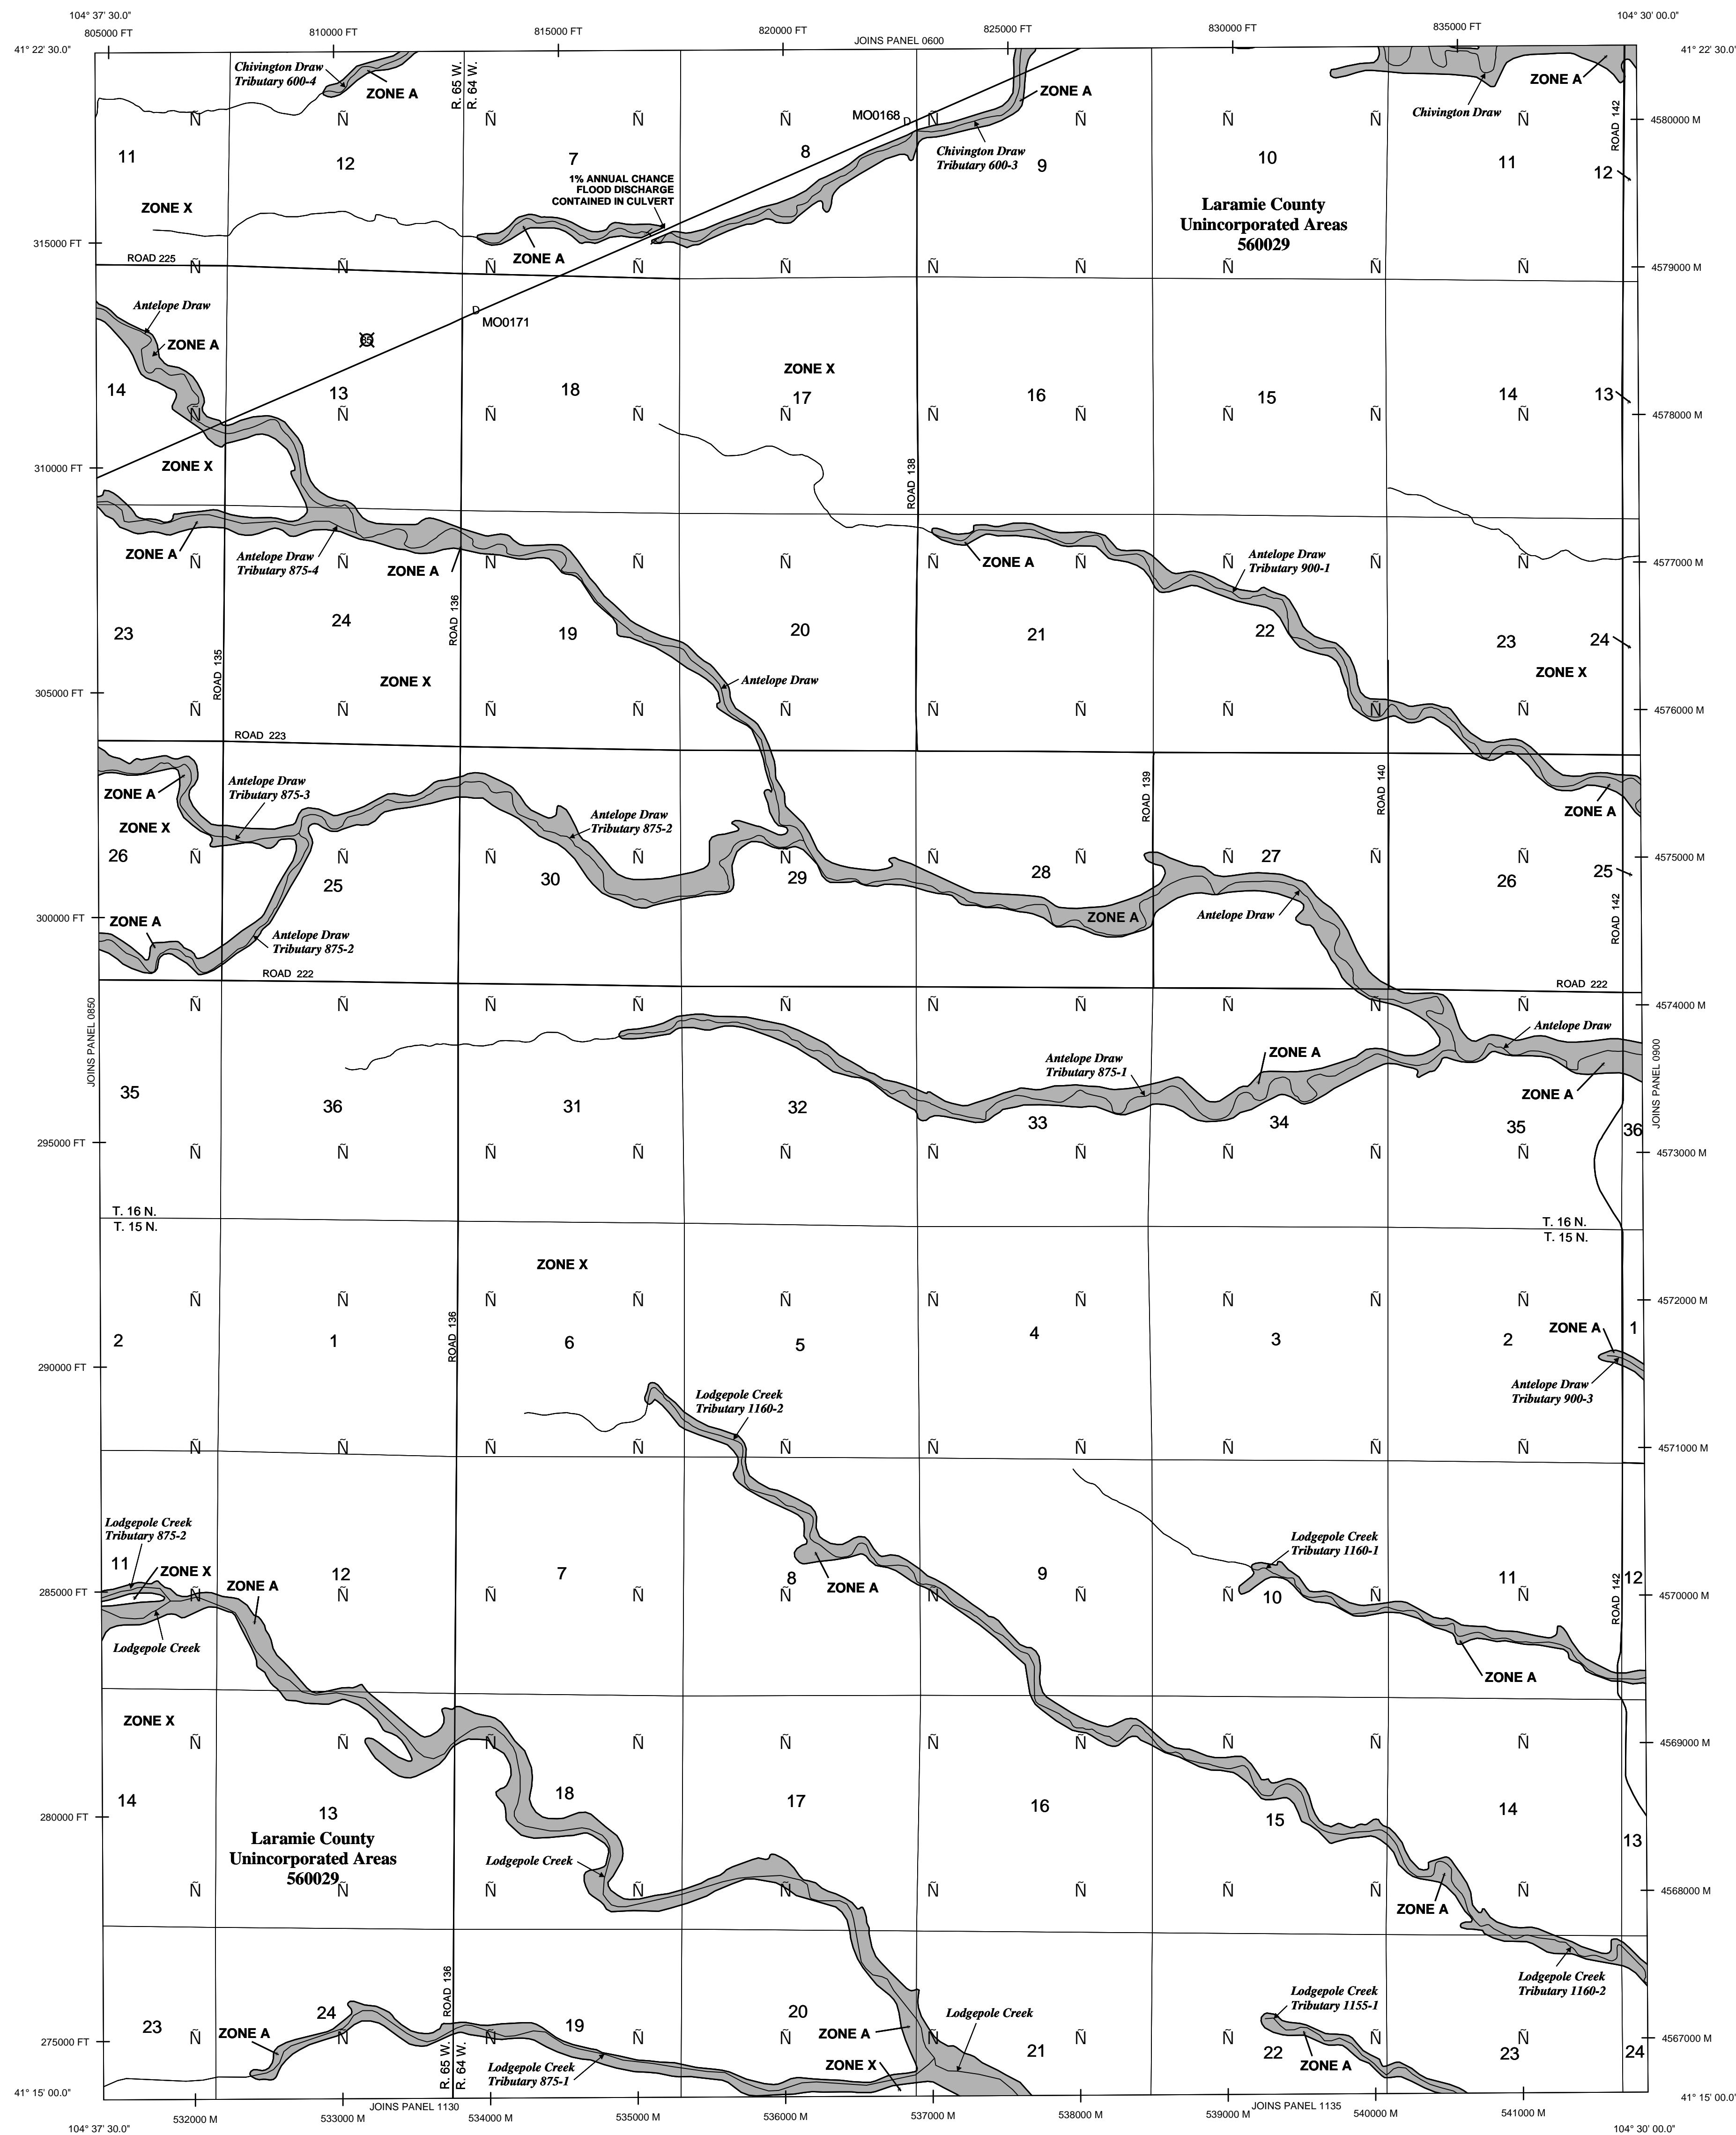 104° 37' 30.0"
104° 30' 00.0"
805000 FT
810000 FT
815000 FT
820000 FT
JOINS PANEL 0600
825000 FT
830000 FT
835000 FT
41° 22' 30.0"
41° 22' 30.0"
Chivington Draw
Tributary 600-4
ZONE A
R. 65 W.
R. 64 W.
ZONE A
ZONE A
MO0168
D
Chivington Draw
ROAD 142
Ñ Ñ Ñ Ñ Ñ Ñ Ñ Ñ Ñ
4580000 M
11
12
7
8
Chivington Draw
Tributary 600-3
9
10
11
12
1% ANNUAL CHANCE
FLOOD DISCHARGE
CONTAINED IN CULVERT
ZONE X
Laramie County
Unincorporated Areas
560029
315000 FT
ZONE A
ROAD 225
Ñ Ñ Ñ Ñ Ñ Ñ Ñ Ñ Ñ
4579000 M
Antelope Draw
D
MO0171
ZONE A
ZONE X
14
13
18
17
16
15
14
13
Ñ Ñ Ñ Ñ Ñ Ñ Ñ Ñ Ñ
4578000 M
310000 FT
ZONE X
ROAD 138
ZONE A
Antelope Draw
Tributary 875-4
ZONE A
ZONE A
Antelope Draw
Tributary 900-1
Ñ Ñ Ñ Ñ Ñ Ñ Ñ Ñ Ñ
4577000 M
ROAD 136
23
24
19
20
21
22
23
24
ROAD 135
ZONE X
Antelope Draw
ZONE X
305000 FT
Ñ Ñ Ñ Ñ Ñ Ñ Ñ Ñ Ñ
4576000 M
ROAD 223
ROAD 139
ROAD 140
ZONE A
Antelope Draw
Tributary 875-3
ZONE A
ZONE X
Antelope Draw
Tributary 875-2
26
25
30
29
28
27
26
25
Ñ Ñ Ñ Ñ Ñ Ñ Ñ Ñ Ñ
4575000 M
300000 FT
ZONE A
ZONE A
Antelope Draw
ROAD 142
Antelope Draw
Tributary 875-2
ROAD 222
ROAD 222
Ñ Ñ Ñ Ñ Ñ Ñ Ñ Ñ Ñ
4574000 M
JOINS PANEL 0850
Antelope Draw
Antelope Draw
Tributary 875-1
ZONE A
ZONE A
JOINS PANEL 0900
35
36
31
32
33
34
35
36
295000 FT
Ñ Ñ Ñ Ñ Ñ Ñ Ñ Ñ Ñ
4573000 M
T. 16 N.
T. 15 N.
T. 16 N.
T. 15 N.
ZONE X
Ñ Ñ Ñ Ñ Ñ Ñ Ñ Ñ Ñ
4572000 M
ROAD 136
2
1
6
5
4
3
2
ZONE A
1
290000 FT
Antelope Draw
Tributary 900-3
Lodgepole Creek
Tributary 1160-2
Ñ Ñ Ñ Ñ Ñ Ñ Ñ Ñ Ñ
4571000 M
Lodgepole Creek
Tributary 875-2
Lodgepole Creek
Tributary 1160-1
11
ZONE X
ZONE A
12
7
8
ZONE A
9
10
11
12
285000 FT
Ñ Ñ Ñ Ñ Ñ Ñ Ñ Ñ Ñ
4570000 M
ROAD 142
Lodgepole Creek
ZONE A
ZONE X
Ñ Ñ Ñ Ñ Ñ Ñ Ñ Ñ Ñ
4569000 M
14
13
18
17
16
15
14
13
280000 FT
Laramie County
Unincorporated Areas
560029
Lodgepole Creek
Ñ Ñ Ñ Ñ Ñ Ñ Ñ Ñ Ñ
4568000 M
ZONE A
ROAD 136
Lodgepole Creek
Tributary 1160-2
Lodgepole Creek
Tributary 1155-1
23
24
19
20
Lodgepole Creek
ZONE A
ZONE A
275000 FT
Ñ Ñ Ñ Ñ Ñ Ñ Ñ Ñ Ñ
4567000 M
21
22
23
24
R. 65 W.
R. 64 W.
Lodgepole Creek
Tributary 875-1
ZONE X
ZONE A
41° 15' 00.0"
41° 15' 00.0"
JOINS PANEL 1130
JOINS PANEL 1135
532000 M
533000 M
534000 M
535000 M
536000 M
537000 M
538000 M
539000 M
540000 M
541000 M
104° 37' 30.0"
104° 30' 00.0"